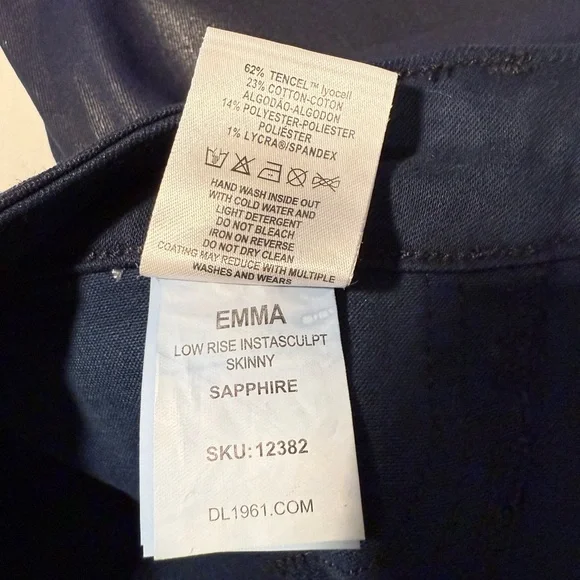 62% TENCEL™ lyocell
23% COTTON-COTON
ALGODÃO-ALGODON
14% POLYESTER-POLIESTER
POLIÉSTER
1% LYCRA®/SPANDEX
HAND WASH INSIDE OUT
WITH COLD WATER AND
LIGHT DETERGENT
DO NOT BLEACH
IRON ON REVERSE
DO NOT DRY CLEAN
COATING MAY REDUCE WITH MULTIPLE
WASHES AND WEARS
EMMA
LOW RISE INSTASCULPT
SKINNY
SAPPHIRE
SKU:12382
DL1961.COM